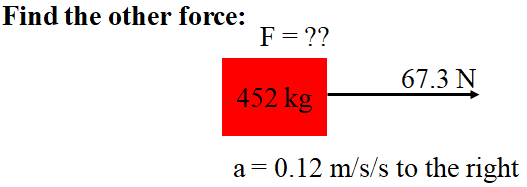 Find the other force:
F = ??
67.3 N
452 kg
a = 0.12 m/s/s to the right